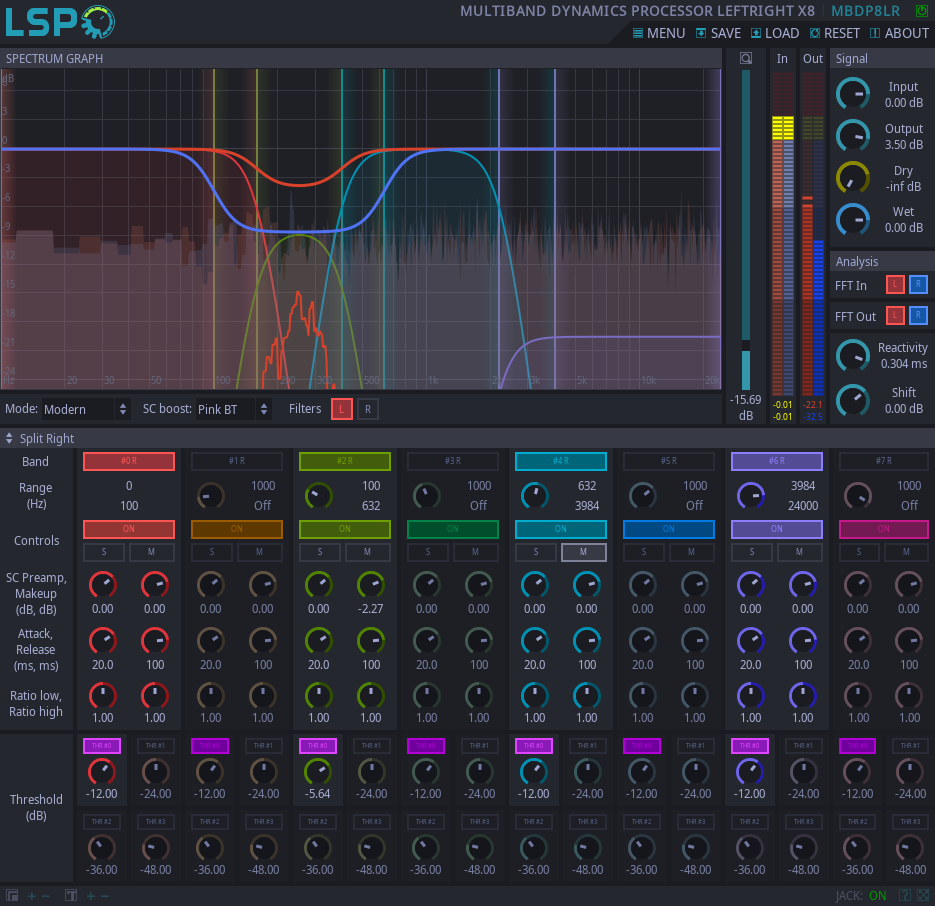 LSP
MULTIBAND DYNAMICS PROCESSOR LEFTRIGHT X8 MBDP8LR
MENU SAVE LOAD RESET ABOUT
SPECTRUM GRAPH
In Out
Signal
dB
6
3
0
-3
-6
-9
-12
-15
-18
-21
-24
Hz 20 30 50 100 200 300 500 1k 2k 3k 5k 10k 20k
Input
0.00 dB
Output
3.50 dB
Dry
-inf dB
Wet
0.00 dB
Analysis
FFT In L R
FFT Out L R
Reactivity
0.304 ms
Shift
0.00 dB
-15.69
dB
-0.01 -22.1
-0.01 -32.5
Mode: Modern SC boost: Pink BT Filters L R
Split Right
Band #0 R #1 R #2 R #3 R #4 R #5 R #6 R #7 R
Range
(Hz)
0 1000 100 1000 632 1000 3984 1000
100 Off 632 Off 3984 Off 24000 Off
Controls
ON ON ON ON ON ON ON ON
S M S M S M S M S M S M S M S M
SC Preamp,
Makeup
(dB, dB)
0.00 0.00 0.00 0.00 0.00 -2.27 0.00 0.00 0.00 0.00 0.00 0.00 0.00 0.00 0.00 0.00
Attack,
Release
(ms, ms)
20.0 100 20.0 100 20.0 100 20.0 100 20.0 100 20.0 100 20.0 100 20.0 100
Ratio low,
Ratio high
1.00 1.00 1.00 1.00 1.00 1.00 1.00 1.00 1.00 1.00 1.00 1.00 1.00 1.00 1.00 1.00
THR #0 THR #1 THR #0 THR #1 THR #0 THR #1 THR #0 THR #1 THR #0 THR #1 THR #0 THR #1 THR #0 THR #1 THR #0 THR #1
-12.00 -24.00 -12.00 -24.00 -5.64 -24.00 -12.00 -24.00 -12.00 -24.00 -12.00 -24.00 -12.00 -24.00 -12.00 -24.00
Threshold
(dB)
THR #2 THR #3 THR #2 THR #3 THR #2 THR #3 THR #2 THR #3 THR #2 THR #3 THR #2 THR #3 THR #2 THR #3 THR #2 THR #3
-36.00 -48.00 -36.00 -48.00 -36.00 -48.00 -36.00 -48.00 -36.00 -48.00 -36.00 -48.00 -36.00 -48.00 -36.00 -48.00
JACK: ON ?